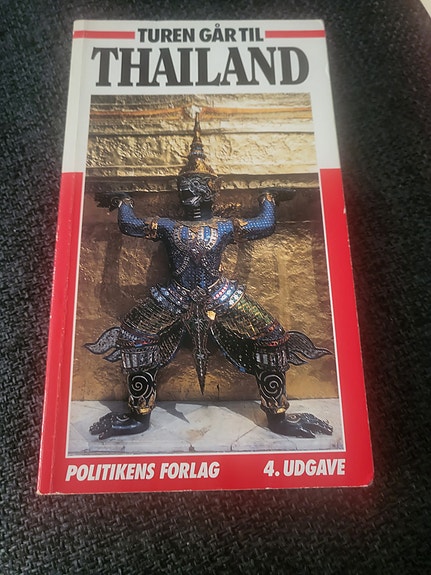 TUREN GÅR TIL
THAILAND
POLITIKENS FORLAG 4. UDGAVE